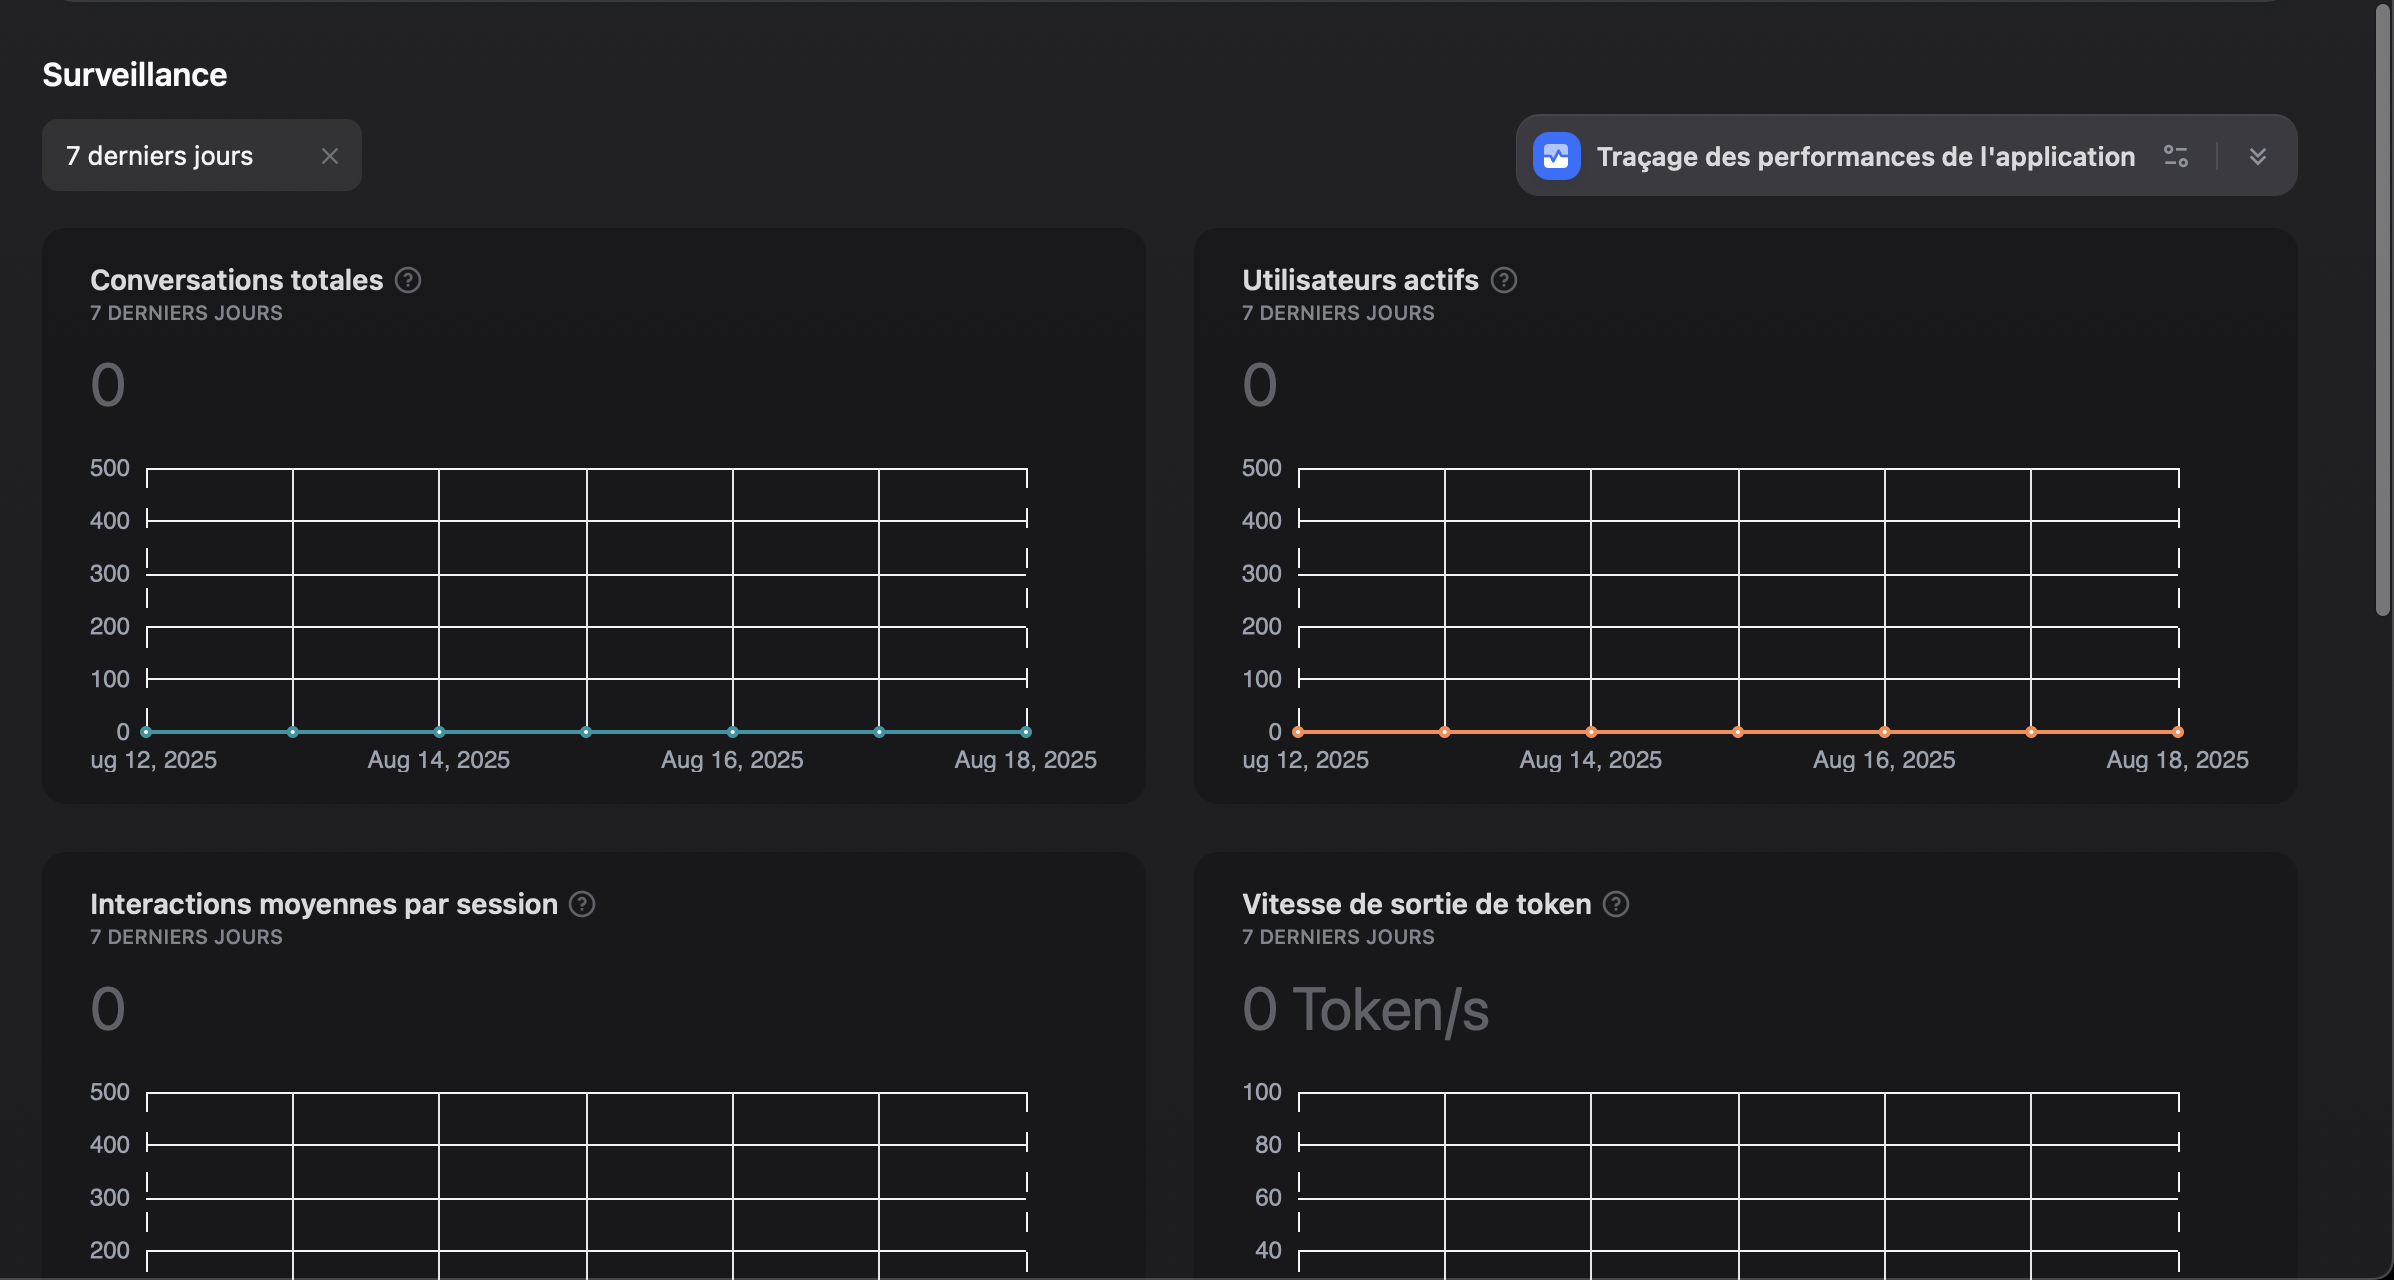 Surveillance
7 derniers jours
Traçage des performances de l'application
Conversations totales
7 DERNIERS JOURS
0
500
400
300
200
100
0
ug 12, 2025 Aug 14, 2025 Aug 16, 2025 Aug 18, 2025
Utilisateurs actifs
7 DERNIERS JOURS
0
500
400
300
200
100
0
ug 12, 2025 Aug 14, 2025 Aug 16, 2025 Aug 18, 2025
Interactions moyennes par session
7 DERNIERS JOURS
0
500
400
300
200
Vitesse de sortie de token
7 DERNIERS JOURS
0 Token/s
100
80
60
40